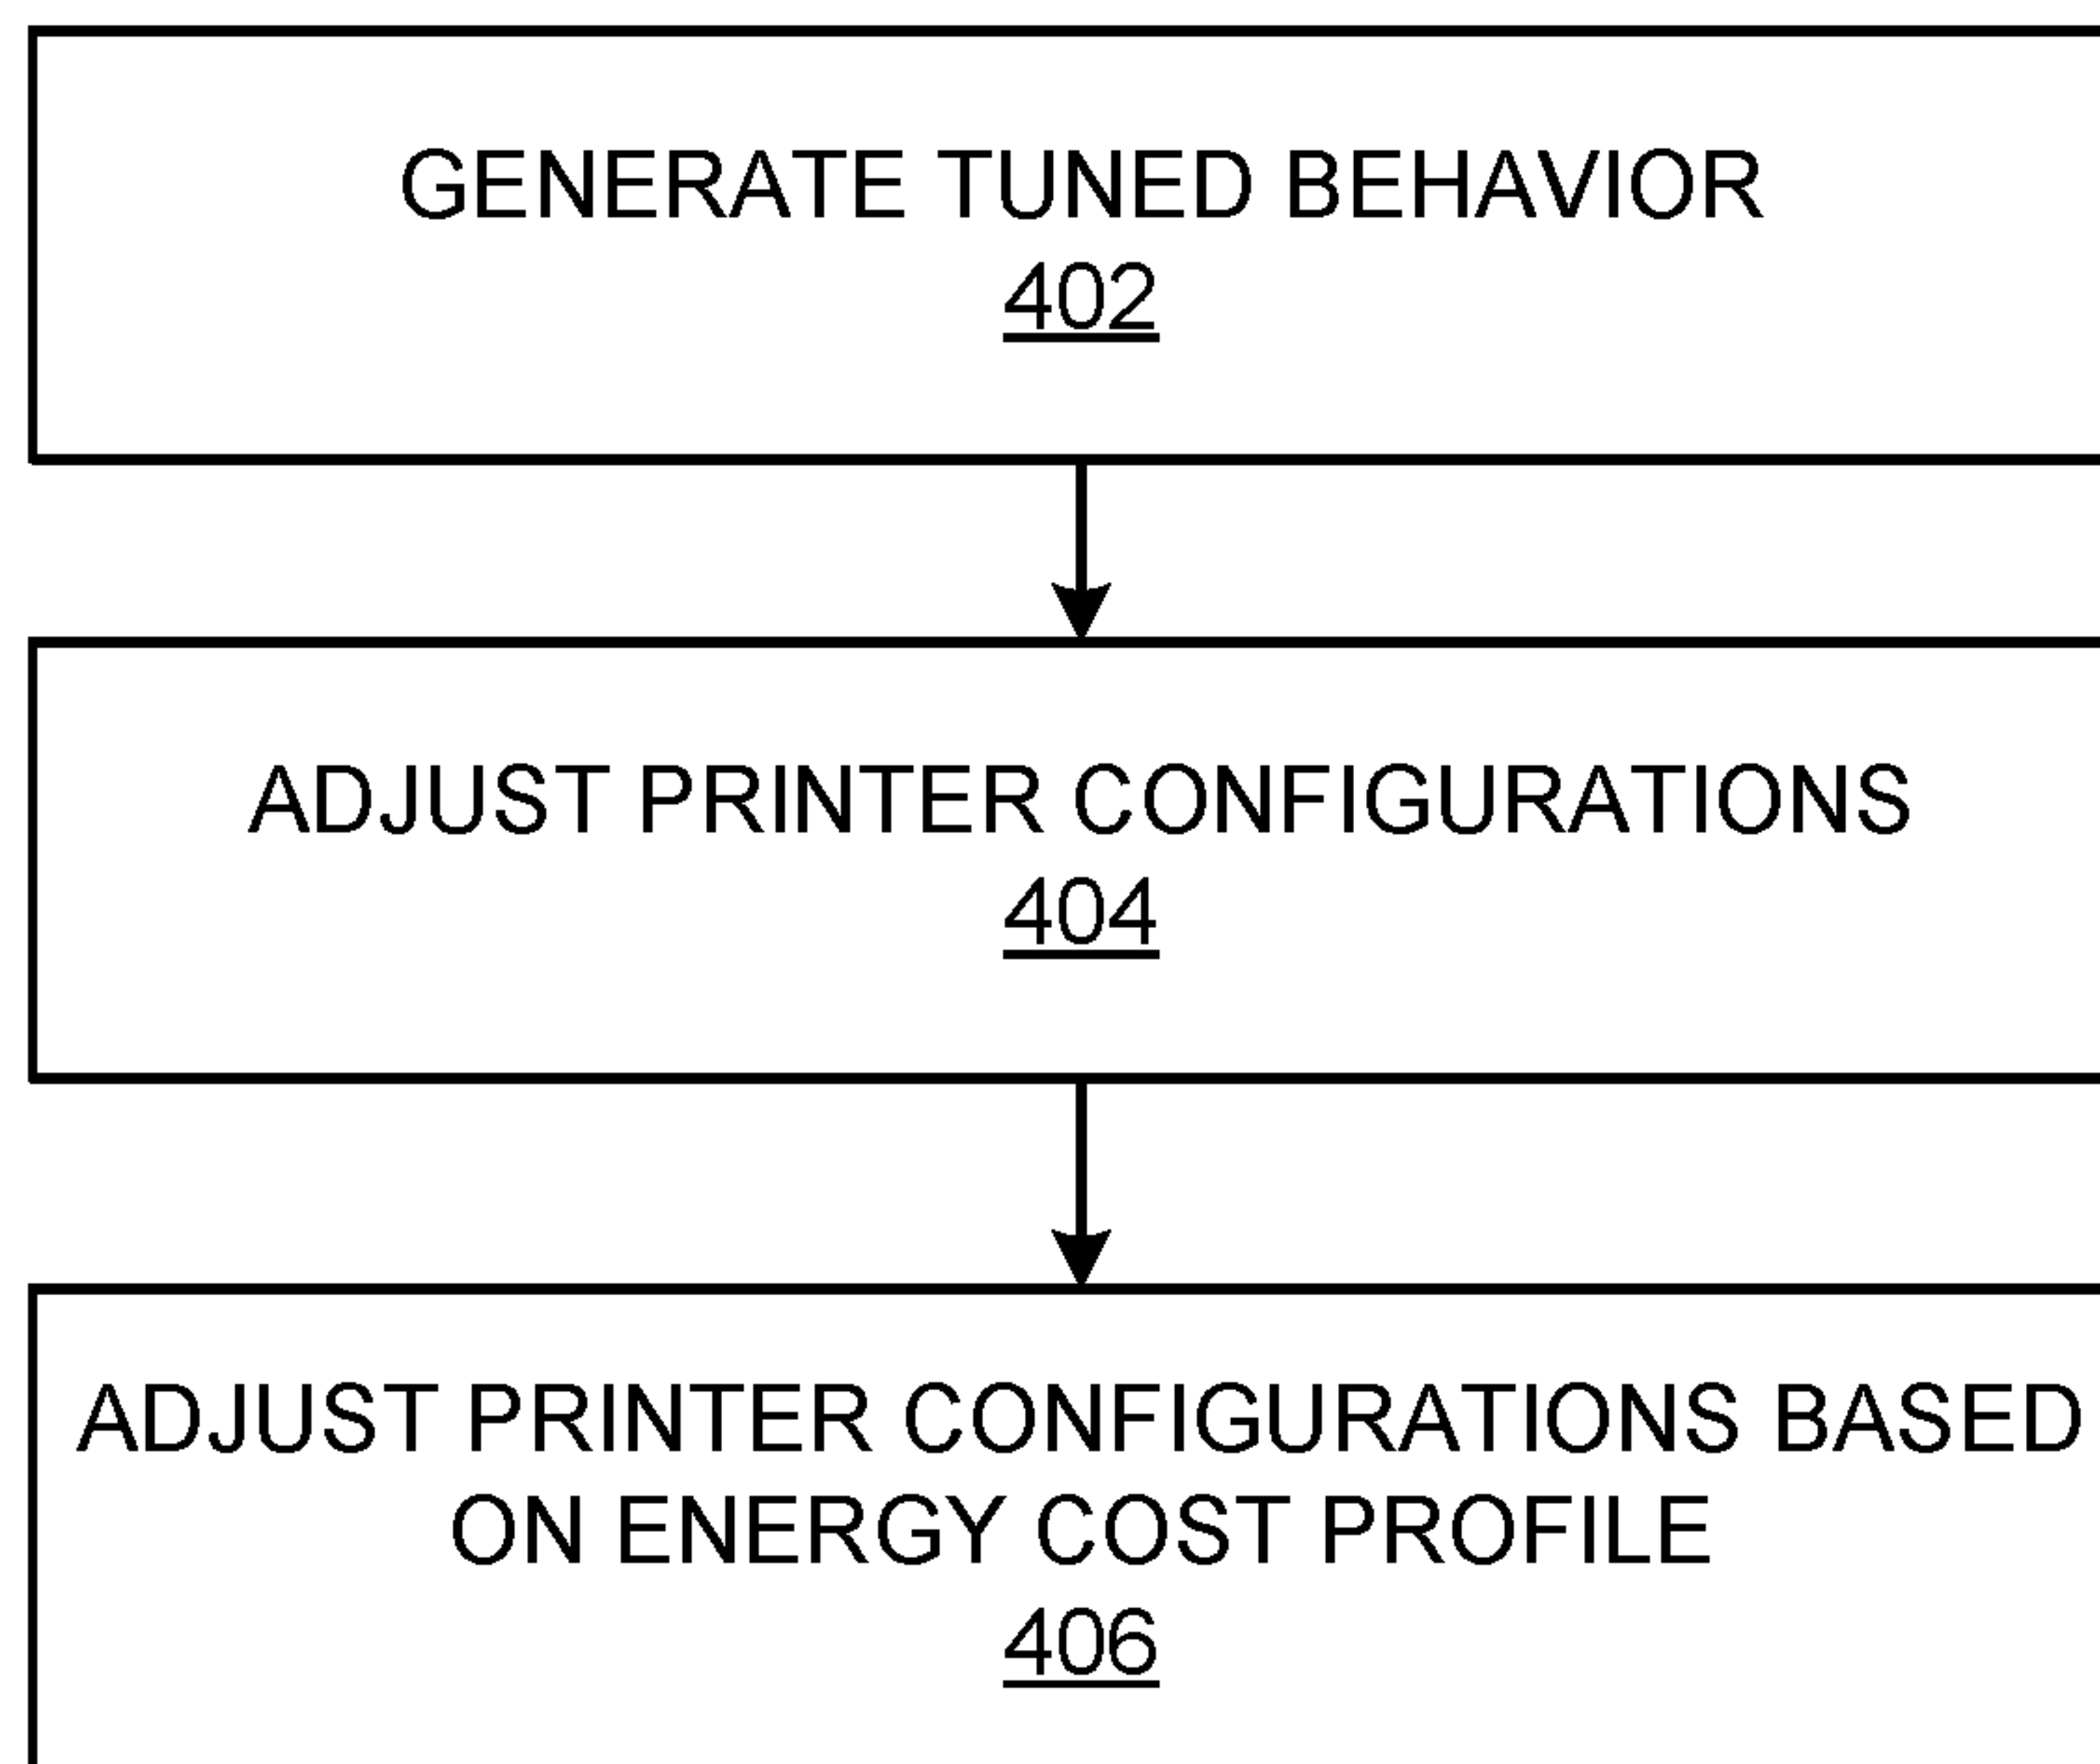 GENERATE TUNED BEHAVIOR
402
ADJUST PRINTER CONFIGURATIONS
404
ADJUST PRINTER CONFIGURATIONS BASED
ON ENERGY COST PROFILE
406